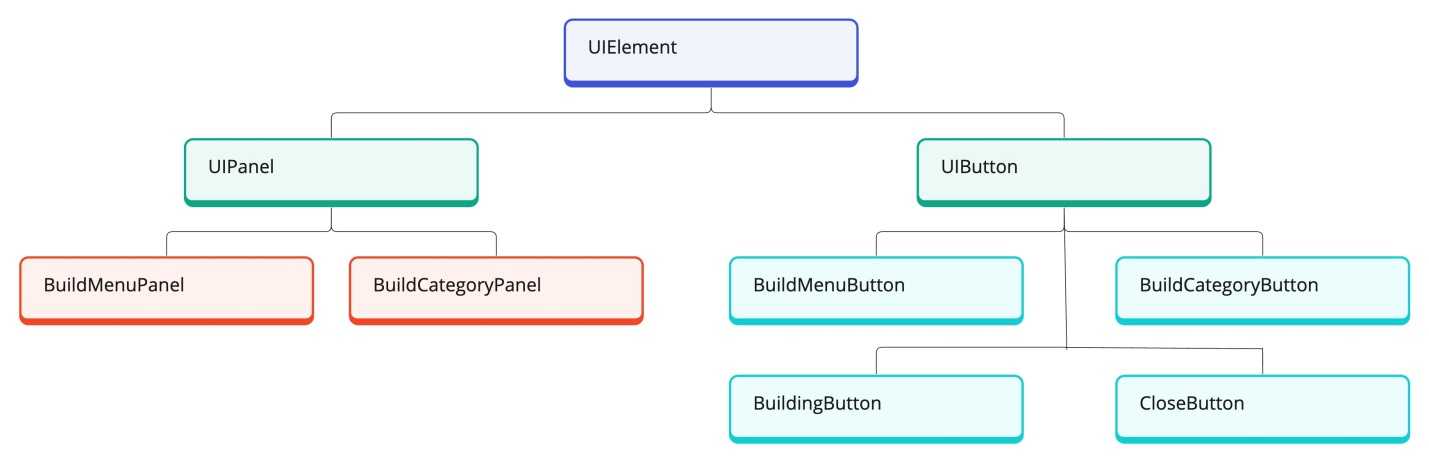 UIElement
UIPanel
UIButton
BuildMenuPanel
BuildCategoryPanel
BuildMenuButton
BuildCategoryButton
BuildingButton
CloseButton